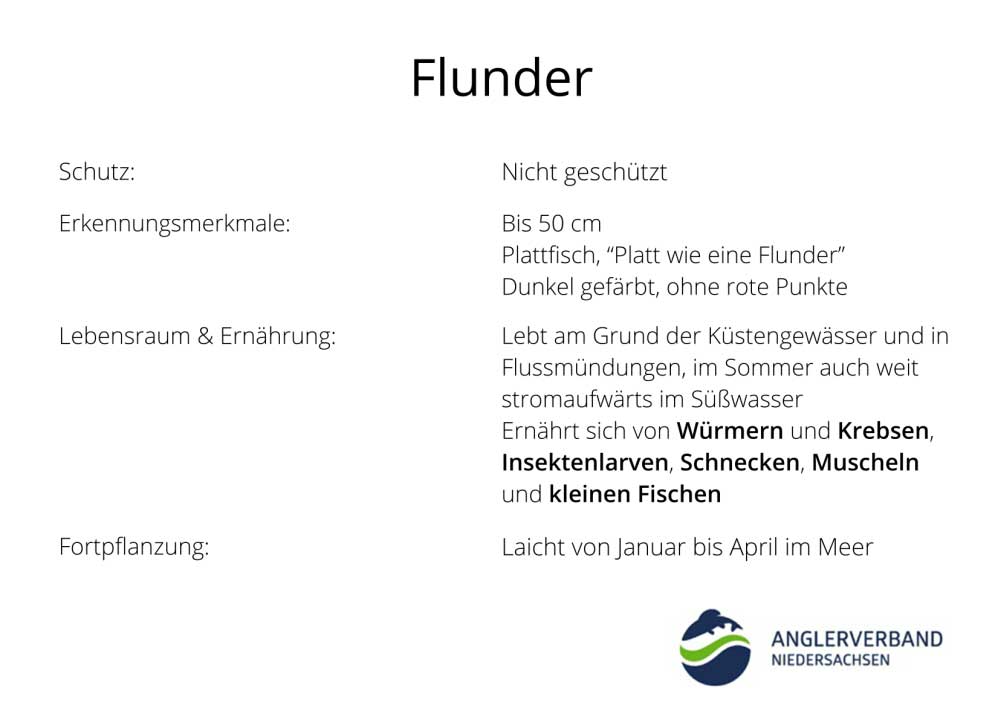 Flunder
Schutz: Nicht geschützt
Erkennungsmerkmale: Bis 50 cm
Plattfisch, “Platt wie eine Flunder”
Dunkel gefärbt, ohne rote Punkte
Lebensraum & Ernährung: Lebt am Grund der Küstengewässer und in
Flussmündungen, im Sommer auch weit
stromaufwärts im Süßwasser
Ernährt sich von Würmern und Krebsen,
Insektenlarven, Schnecken, Muscheln
und kleinen Fischen
Fortpflanzung: Laicht von Januar bis April im Meer
ANGLERVERBAND
NIEDERSACHSEN